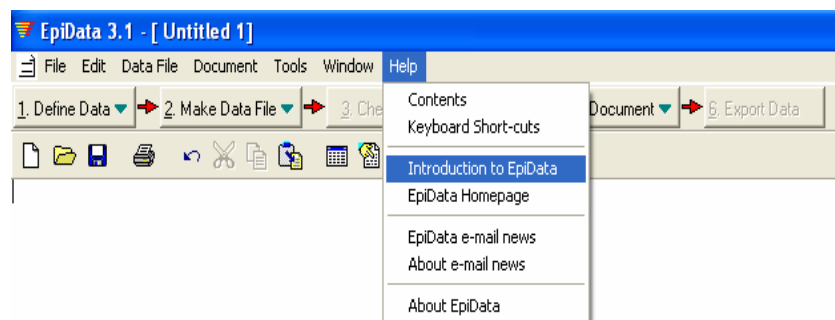 EpiData 3.1 - [ Untitled 1]
File Edit Data File Document Tools Window Help
1. Define Data 2. Make Data File 3. Che Document 6. Export Data
Contents
Keyboard Short-cuts
Introduction to EpiData
EpiData Homepage
EpiData e-mail news
About e-mail news
About EpiData